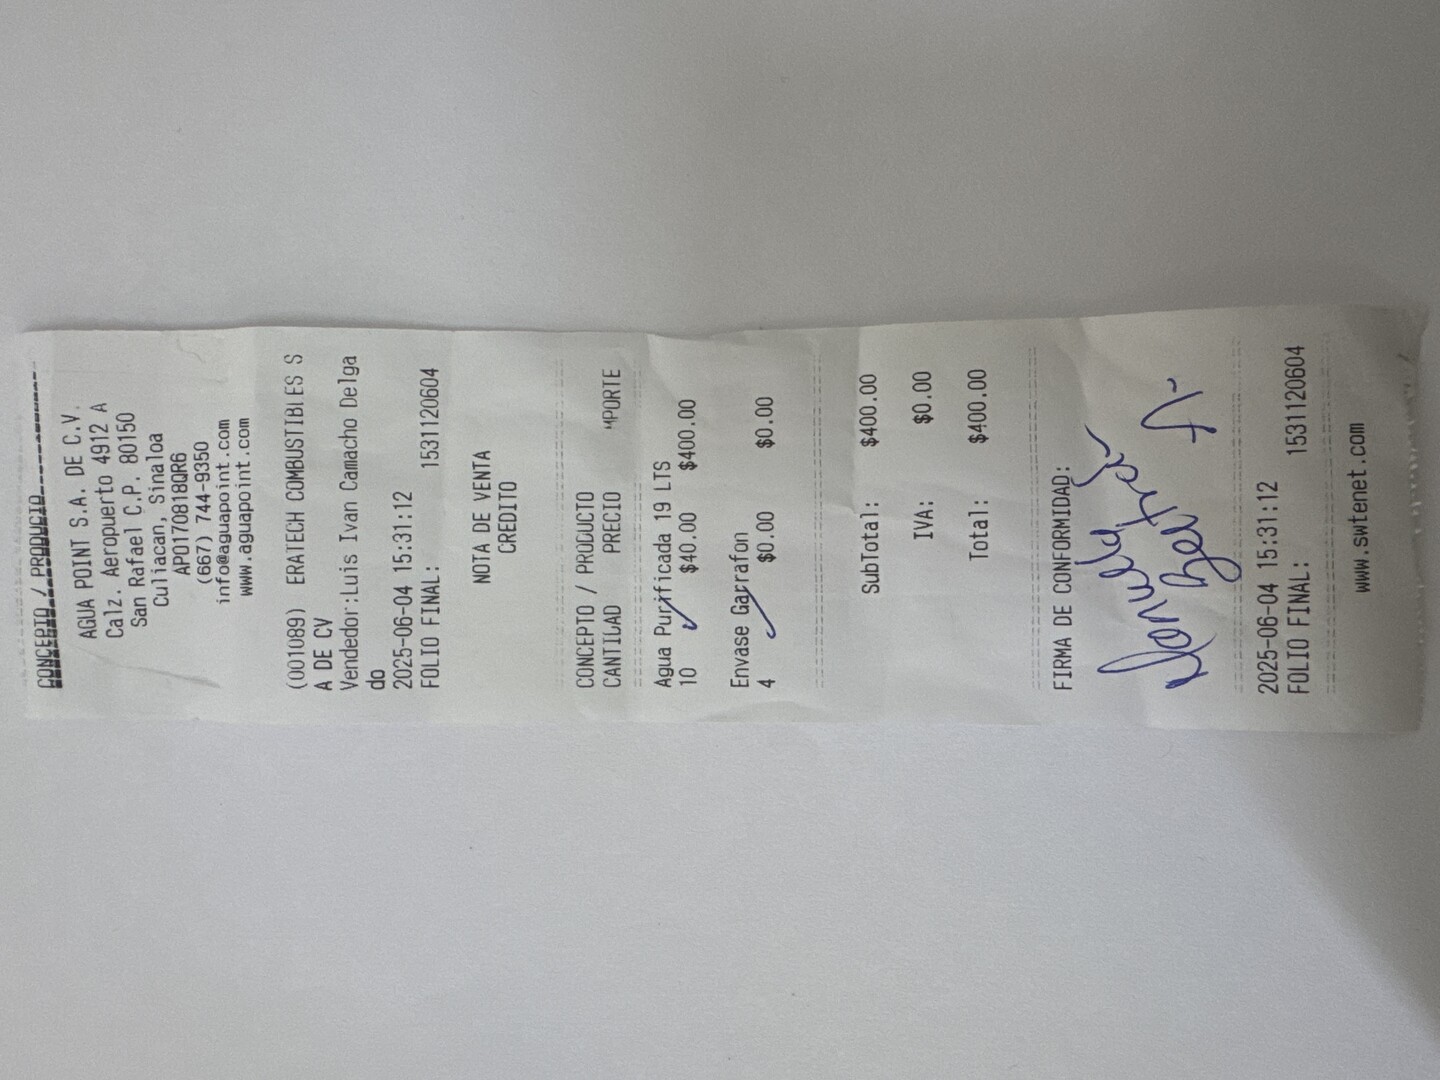 CONCEPTO / PRODUCIO
AGUA POINT S.A. DE C.V.
Calz. Aeropuerto 4912 A
San Rafael C.P. 80150
Culiacan, Sinaloa
APO170818QR6
(667) 744-9350
info@aguapoint.com
www.aguapoint.com
(001089) ERATECH COMBUSTIBLES S
A DE CV
Vendedor:Luis Ivan Camacho Delga
do
2025-06-04 15:31:12
FOLIO FINAL: 1531120604
NOTA DE VENTA
CREDITO
CONCEPTO / PRODUCTO
CANTIDAD PRECIO IMPORTE
Agua Purificada 19 LTS
10 $40.00 $400.00
Envase Garrafon
4 $0.00 $0.00
SubTotal: $400.00
IVA: $0.00
Total: $400.00
FIRMA DE CONFORMIDAD:
2025-06-04 15:31:12
FOLIO FINAL: 1531120604
www.swtenet.com